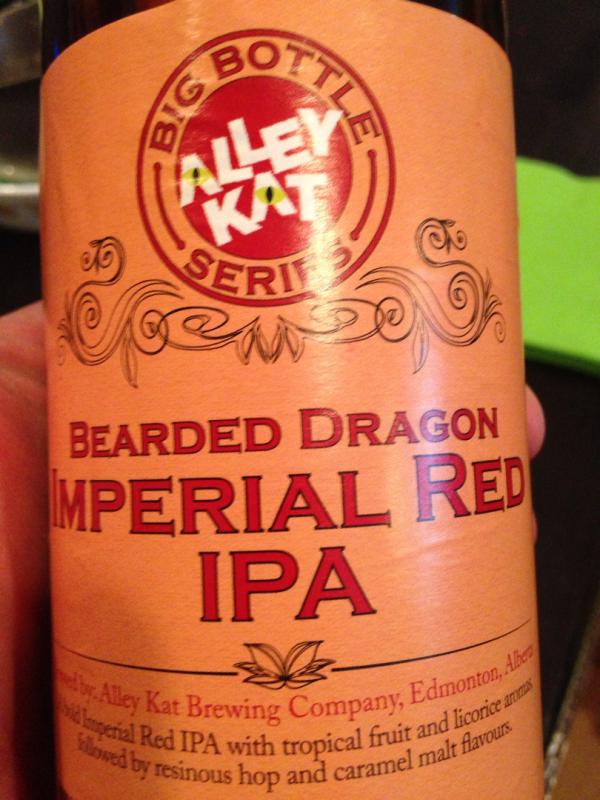 BIG BOTTLE
ALLEY
KAT
SERIES
BEARDED DRAGON
IMPERIAL RED
IPA
by: Alley Kat Brewing Company, Edmonton, Alberta
bold Imperial Red IPA with tropical fruit and licorice aromas,
followed by resinous hop and caramel malt flavours.